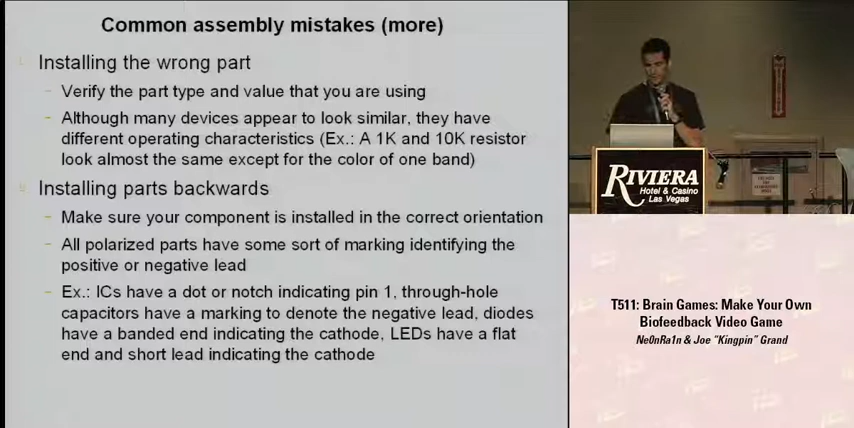 Common assembly mistakes (more)
Installing the wrong part
– Verify the part type and value that you are using
– Although many devices appear to look similar, they have
different operating characteristics (Ex.: A 1K and 10K resistor
look almost the same except for the color of one band)
Installing parts backwards
– Make sure your component is installed in the correct orientation
– All polarized parts have some sort of marking identifying the
positive or negative lead
– Ex.: ICs have a dot or notch indicating pin 1, through-hole
capacitors have a marking to denote the negative lead, diodes
have a banded end indicating the cathode, LEDs have a flat
end and short lead indicating the cathode
RIVIERA
Hotel & Casino
Las Vegas
T511: Brain Games: Make Your Own
Biofeedback Video Game
Ne0nRa1n & Joe "Kingpin" Grand